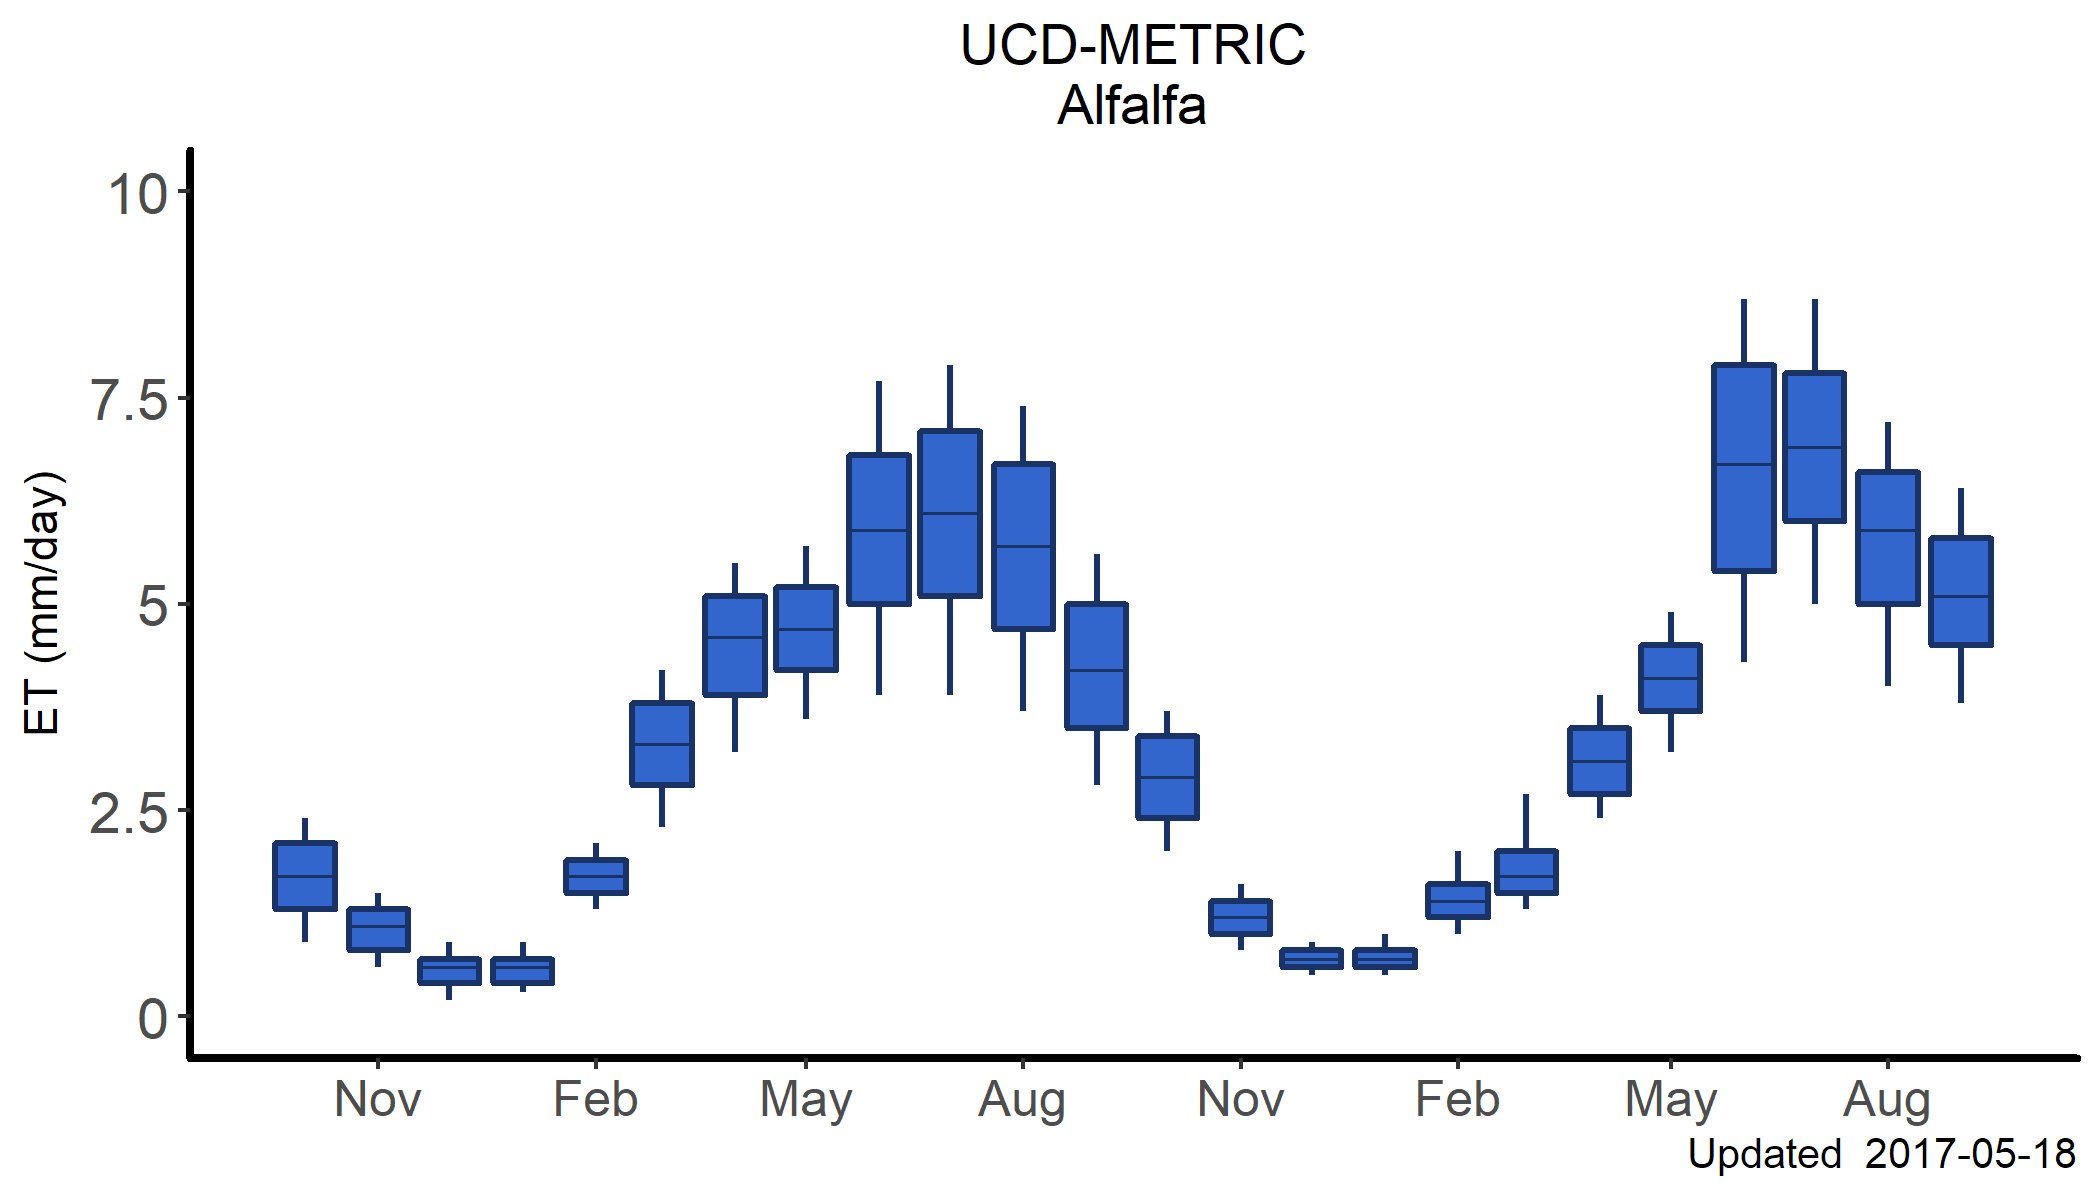 UCD-METRIC
Alfalfa
ET (mm/day)
10
7.5
5
2.5
0
Nov Feb May Aug Nov Feb May Aug
Updated 2017-05-18